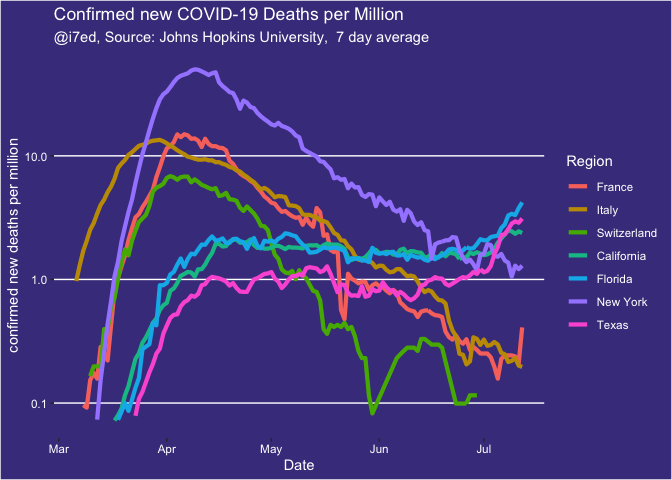 Confirmed new COVID-19 Deaths per Million
@i7ed, Source: Johns Hopkins University,  7 day average
confirmed new deaths per million
10.0
1.0
0.1
Mar
Apr
May
Jun
Jul
Date
Region
France
Italy
Switzerland
California
Florida
New York
Texas